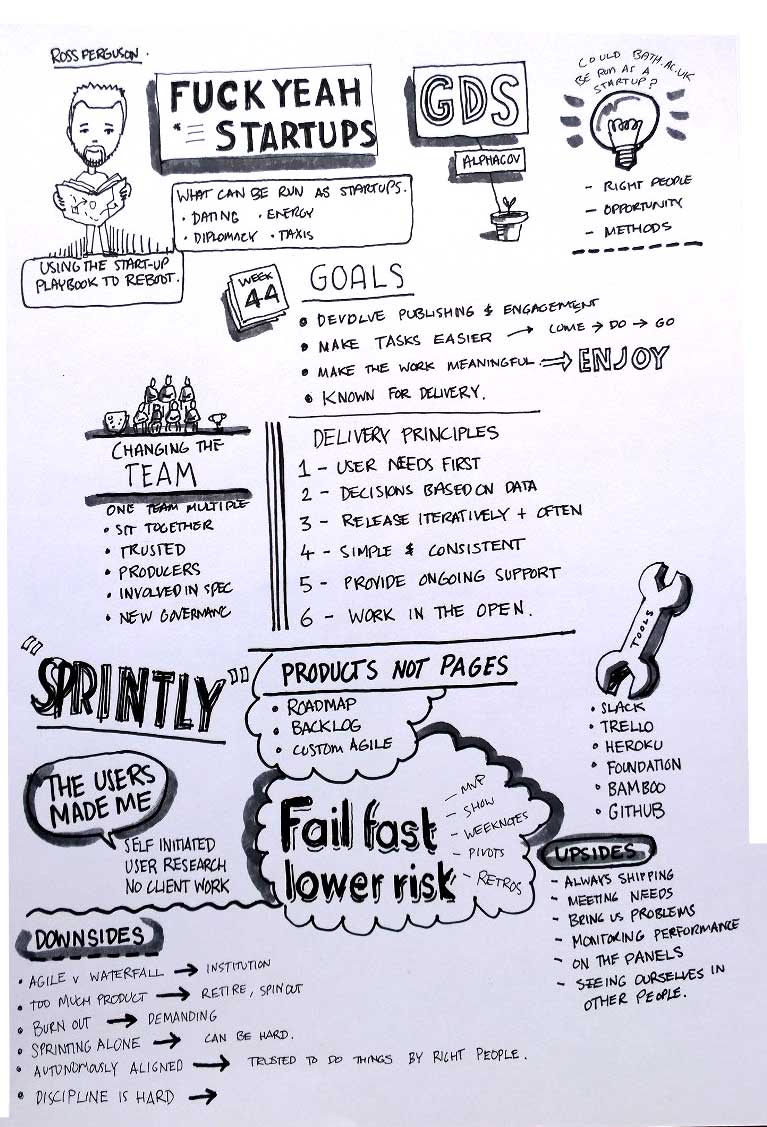 ROSS FERGUSON.
FUCK YEAH
STARTUPS
GDS
ALPHAGOV
COULD BATH.AC.UK
BE RUN AS A
STARTUP?
- RIGHT PEOPLE
- OPPORTUNITY
- METHODS
WHAT CAN BE RUN AS STARTUPS.
• DATING • ENERGY
• DIPLOMACY • TAXIS
USING THE START-UP
PLAYBOOK TO REBOOT.
WEEK
44
GOALS
• DEVOLVE PUBLISHING & ENGAGEMENT
• MAKE TASKS EASIER → COME → DO → GO
• MAKE THE WORK MEANINGFUL ⇒ ENJOY
• KNOWN FOR DELIVERY.
CHANGING THE
TEAM
ONE TEAM MULTIPLE
• SIT TOGETHER
• TRUSTED
• PRODUCERS
• INVOLVED IN SPEC
• NEW GOVERNANC
DELIVERY PRINCIPLES
1 - USER NEEDS FIRST
2 - DECISIONS BASED ON DATA
3 - RELEASE ITERATIVELY + OFTEN
4 - SIMPLE & CONSISTENT
5 - PROVIDE ONGOING SUPPORT
6 - WORK IN THE OPEN.
TOOLS
• SLACK
• TRELLO
• HEROKU
• FOUNDATION
• BAMBOO
• GITHUB
"SPRINTLY"
PRODUCTS NOT PAGES
• ROADMAP
• BACKLOG
• CUSTOM AGILE
THE USERS
MADE ME
SELF INITIATED
USER RESEARCH
NO CLIENT WORK
Fail fast
lower risk
- MVP
- SHOW
- WEEKNOTES
- PIVOTS
- RETROS
UPSIDES
- ALWAYS SHIPPING
- MEETING NEEDS
- BRING US PROBLEMS
- MONITORING PERFORMANCE
- ON THE PANELS
- SEEING OURSELVES IN
OTHER PEOPLE.
DOWNSIDES
• AGILE V WATERFALL → INSTITUTION
• TOO MUCH PRODUCT → RETIRE, SPIN OUT
• BURN OUT → DEMANDING
• SPRINTING ALONE → CAN BE HARD.
• AUTONOMOUSLY ALIGNED → TRUSTED TO DO THINGS BY RIGHT PEOPLE.
• DISCIPLINE IS HARD →